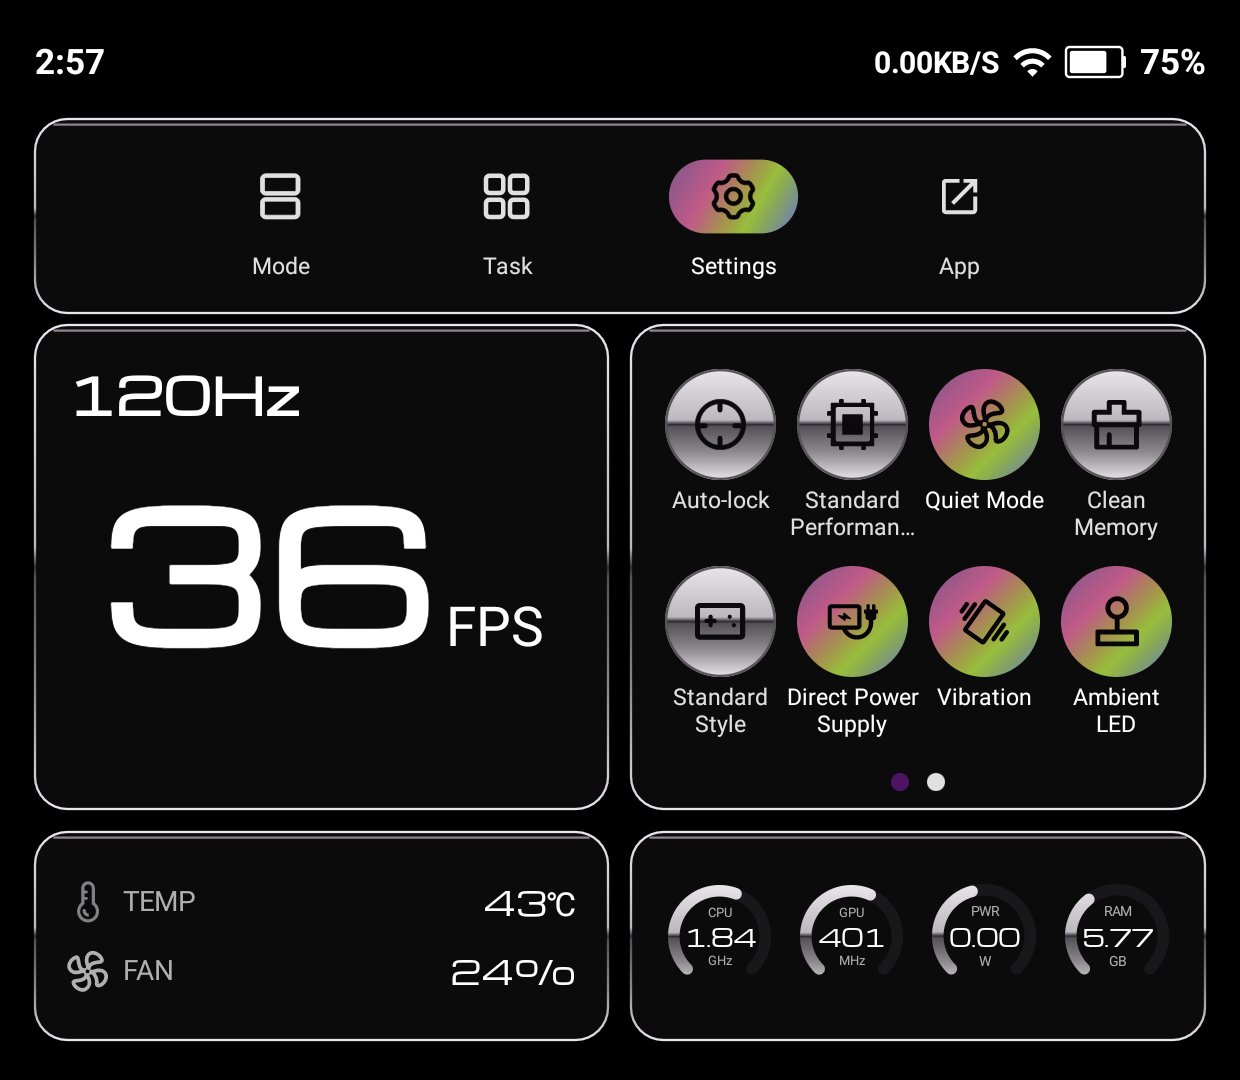 2:57
0.00KB/S 75%
Mode Task Settings App
120Hz
36 FPS
Auto-lock
Standard Performan…
Quiet Mode
Clean Memory
Standard Style
Direct Power Supply
Vibration
Ambient LED
TEMP 43℃
FAN 24%
CPU
1.84
GHz
GPU
401
MHz
PWR
0.00
W
RAM
5.77
GB